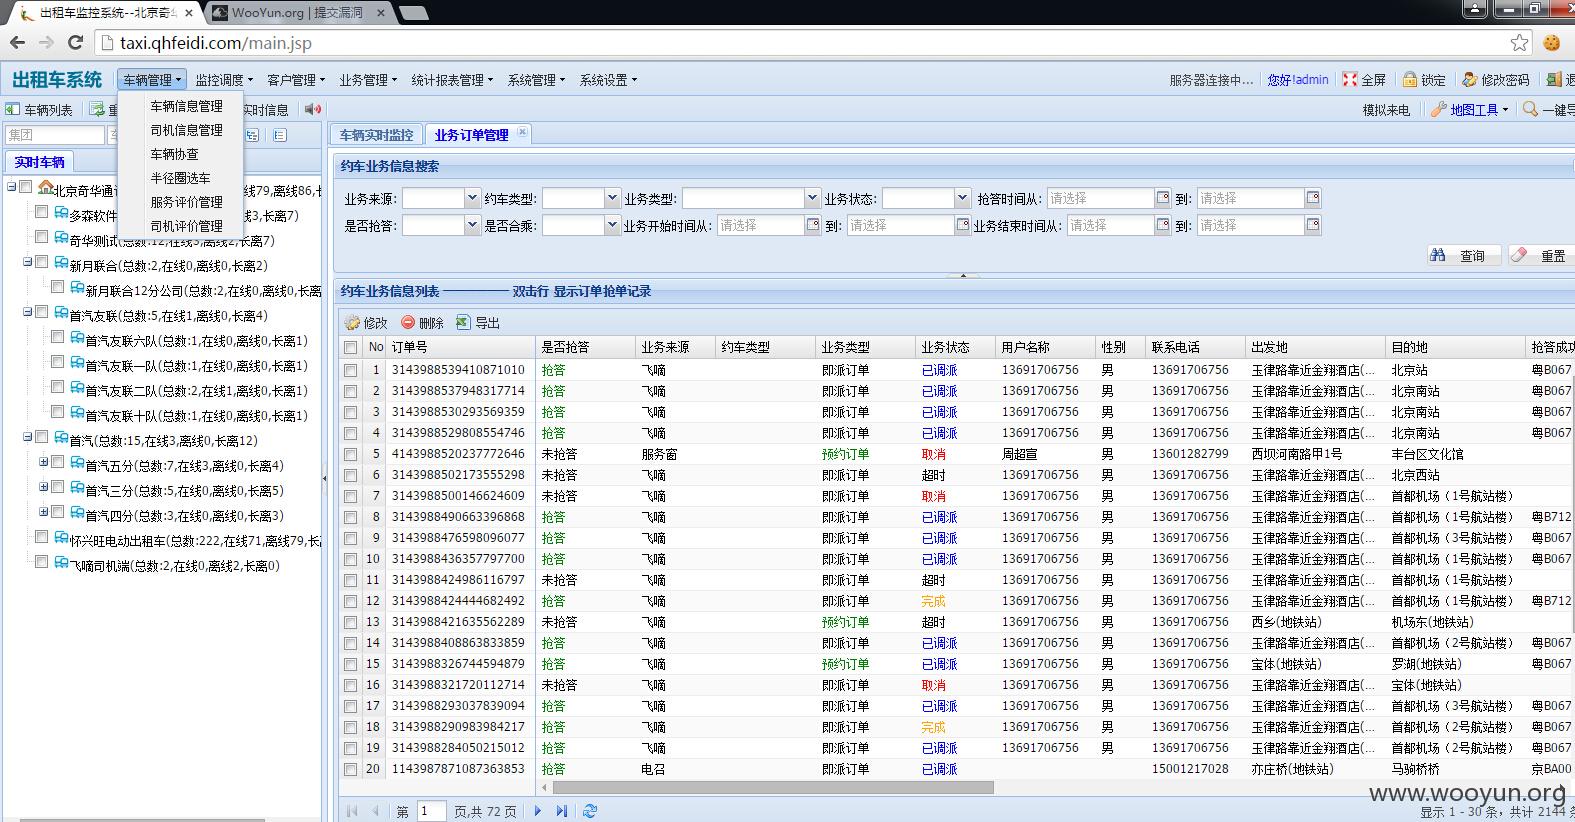 出租车监控系统--北京奇华 WooYun.org | 提交漏洞
taxi.qhfeidi.com/main.jsp
出租车系统 车辆管理 监控调度 客户管理 业务管理 统计报表管理 系统管理 系统设置 服务器连接中... 您好!admin 全屏 锁定 修改密码
车辆列表 实时信息 模拟来电 地图工具 一键导
车辆信息管理
司机信息管理
车辆协查
半径圈选车
服务评价管理
司机评价管理
集团
实时车辆
多森软件
奇华测试(总数:12,在线3,离线2,长离7)
新月联合(总数:2,在线0,离线0,长离2)
新月联合12分公司(总数:2,在线0,离线0,长
首汽友联(总数:5,在线1,离线0,长离4)
首汽友联六队(总数:1,在线0,离线0,长离1)
首汽友联一队(总数:1,在线0,离线0,长离1)
首汽友联二队(总数:2,在线1,离线0,长离1)
首汽友联十队(总数:1,在线0,离线0,长离1)
首汽(总数:15,在线3,离线0,长离12)
首汽五分(总数:7,在线3,离线0,长离4)
首汽三分(总数:5,在线0,离线0,长离5)
首汽四分(总数:3,在线0,离线0,长离3)
怀兴旺电动出租车(总数:222,在线71,离线79,长
飞嘀司机端(总数:2,在线0,离线2,长离0)
车辆实时监控 业务订单管理
约车业务信息搜索
业务来源: 约车类型: 业务类型: 业务状态: 抢答时间从: 请选择 到: 请选择
是否抢答: 是否合乘: 业务开始时间从: 请选择 到: 请选择 业务结束时间从: 请选择 到: 请选择
查询 重置
约车业务信息列表 —————— 双击行 显示订单抢单记录
修改 删除 导出
No 订单号 是否抢答 业务来源 约车类型 业务类型 业务状态 用户名称 性别 联系电话 出发地 目的地 抢答成功
1 3143988539410871010 抢答 飞嘀 即派订单 已调派 13691706756 男 13691706756 玉律路靠近金翔酒店(... 北京站 粤B067
2 3143988537948317714 抢答 飞嘀 即派订单 已调派 13691706756 男 13691706756 玉律路靠近金翔酒店(... 北京南站 粤B067
3 3143988530293569359 抢答 飞嘀 即派订单 已调派 13691706756 男 13691706756 玉律路靠近金翔酒店(... 北京南站 粤B067
4 3143988529808554746 抢答 飞嘀 即派订单 已调派 13691706756 男 13691706756 玉律路靠近金翔酒店(... 北京南站 粤B067
5 4143988520237772646 未抢答 服务窗 预约订单 取消 周超宣 男 13601282799 西坝河南路甲1号 丰台区文化馆
6 3143988502173555298 未抢答 飞嘀 即派订单 超时 13691706756 男 13691706756 玉律路靠近金翔酒店(... 北京西站
7 3143988500146624609 未抢答 飞嘀 即派订单 取消 13691706756 男 13691706756 玉律路靠近金翔酒店(... 首都机场（1号航站楼）
8 3143988490663396868 抢答 飞嘀 即派订单 已调派 13691706756 男 13691706756 玉律路靠近金翔酒店(... 首都机场（1号航站楼） 粤B712
9 3143988476598096077 抢答 飞嘀 即派订单 已调派 13691706756 男 13691706756 玉律路靠近金翔酒店(... 首都机场（3号航站楼） 粤B067
10 3143988436357797700 抢答 飞嘀 即派订单 已调派 13691706756 男 13691706756 玉律路靠近金翔酒店(... 首都机场（1号航站楼） 粤B067
11 3143988424986116797 未抢答 飞嘀 即派订单 超时 13691706756 男 13691706756 玉律路靠近金翔酒店(... 首都机场（1号航站楼）
12 3143988424444682492 抢答 飞嘀 即派订单 完成 13691706756 男 13691706756 玉律路靠近金翔酒店(... 首都机场（1号航站楼） 粤B712
13 3143988421635562289 未抢答 飞嘀 预约订单 超时 13691706756 男 13691706756 西乡(地铁站) 机场东(地铁站)
14 3143988408863833859 抢答 飞嘀 即派订单 已调派 13691706756 男 13691706756 玉律路靠近金翔酒店(... 首都机场（2号航站楼） 粤B067
15 3143988326744594879 抢答 飞嘀 预约订单 已调派 13691706756 男 13691706756 宝体(地铁站) 罗湖(地铁站) 粤B067
16 3143988321720112714 未抢答 飞嘀 即派订单 取消 13691706756 男 13691706756 玉律路靠近金翔酒店(... 宝体(地铁站)
17 3143988293037839094 抢答 飞嘀 即派订单 已调派 13691706756 男 13691706756 玉律路靠近金翔酒店(... 首都机场（3号航站楼） 粤B067
18 3143988290983984217 抢答 飞嘀 即派订单 完成 13691706756 男 13691706756 玉律路靠近金翔酒店(... 首都机场（2号航站楼） 粤B067
19 3143988284050215012 抢答 飞嘀 即派订单 已调派 13691706756 男 13691706756 玉律路靠近金翔酒店(... 首都机场（2号航站楼） 粤B067
20 1143987871087363853 抢答 电召 即派订单 已调派 15001217028 亦庄桥(地铁站) 马驹桥桥 京BA00
第 1 页,共 72 页 显示 1 - 30 条，共计 2144 条
www.wooyun.org